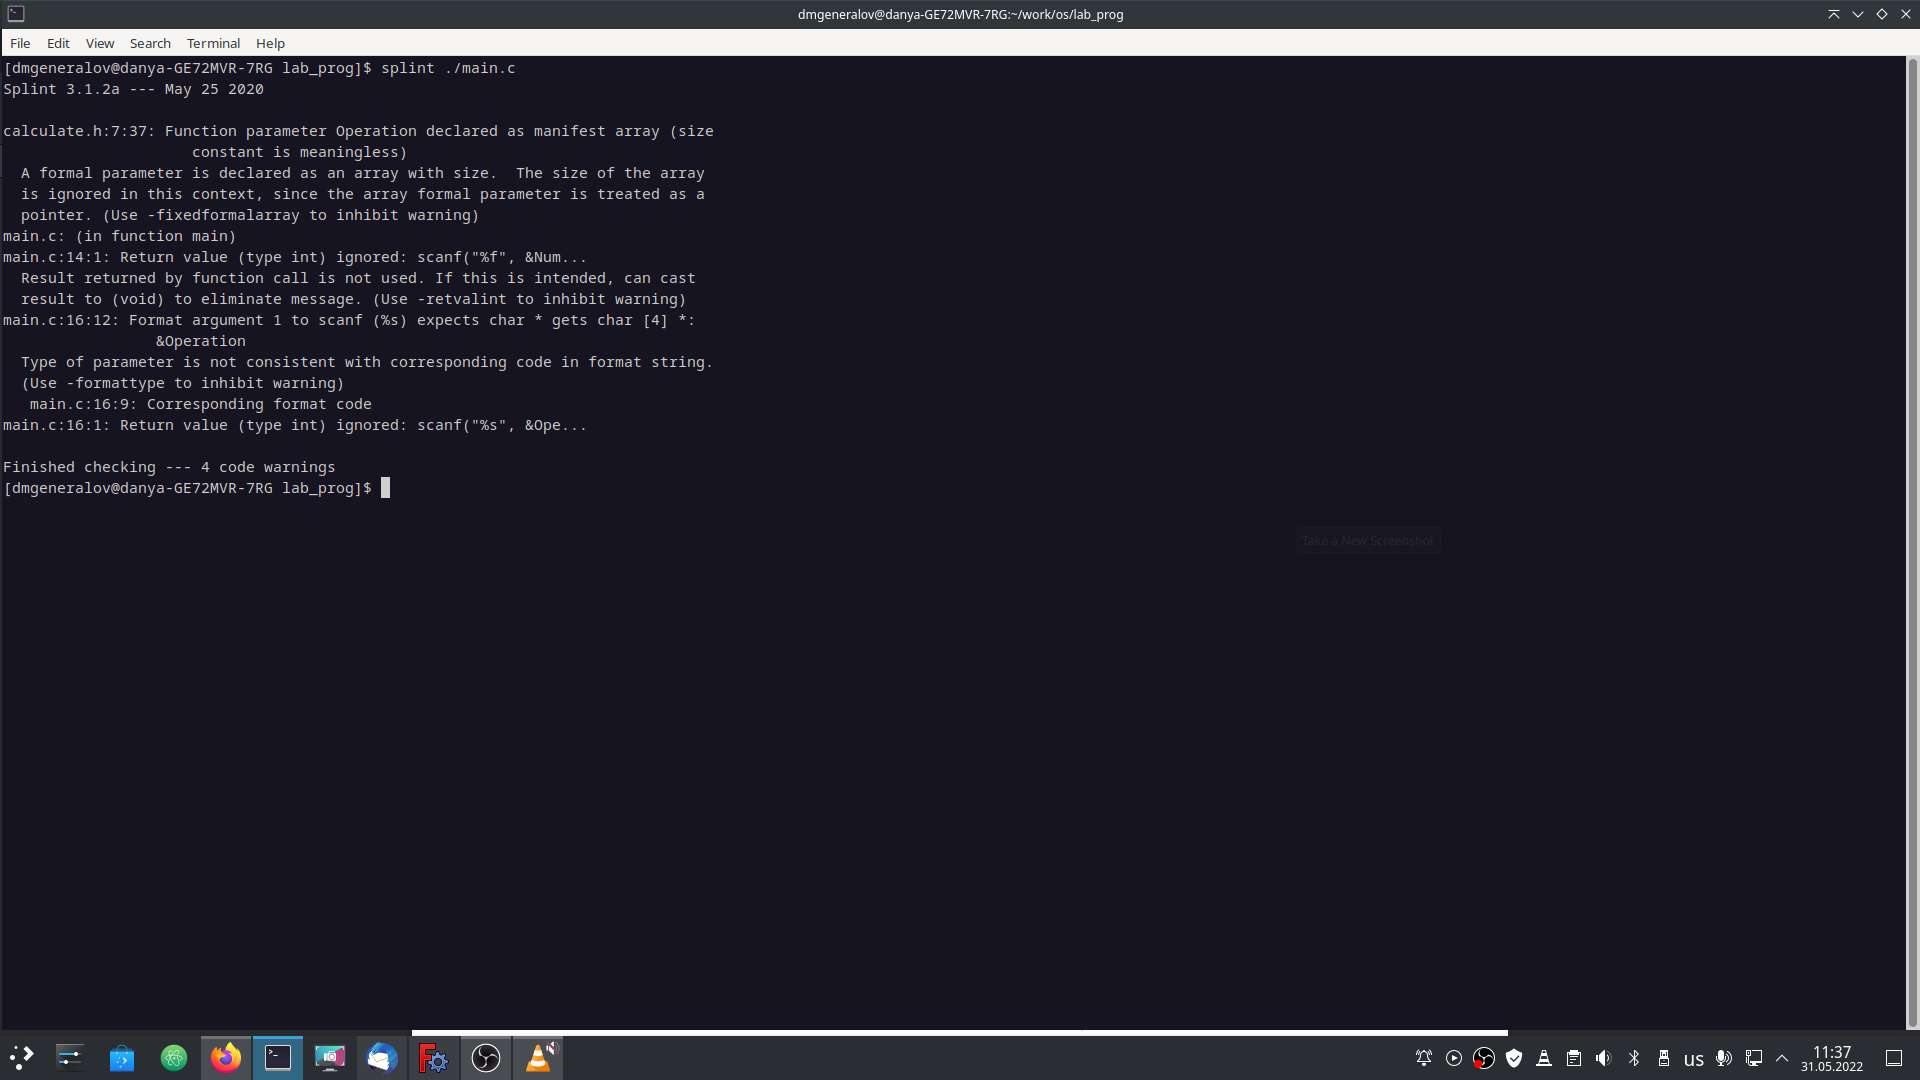 dmgeneralov@danya-GE72MVR-7RG:~/work/os/lab_prog
File Edit View Search Terminal Help
[dmgeneralov@danya-GE72MVR-7RG lab_prog]$ splint ./main.c
Splint 3.1.2a --- May 25 2020
calculate.h:7:37: Function parameter Operation declared as manifest array (size
constant is meaningless)
A formal parameter is declared as an array with size.  The size of the array
is ignored in this context, since the array formal parameter is treated as a
pointer. (Use -fixedformalarray to inhibit warning)
main.c: (in function main)
main.c:14:1: Return value (type int) ignored: scanf("%f", &Num...
Result returned by function call is not used. If this is intended, can cast
result to (void) to eliminate message. (Use -retvalint to inhibit warning)
main.c:16:12: Format argument 1 to scanf (%s) expects char * gets char [4] *:
&Operation
Type of parameter is not consistent with corresponding code in format string.
(Use -formattype to inhibit warning)
main.c:16:9: Corresponding format code
main.c:16:1: Return value (type int) ignored: scanf("%s", &Ope...
Finished checking --- 4 code warnings
[dmgeneralov@danya-GE72MVR-7RG lab_prog]$
Take a New Screenshot
us
11:37
31.05.2022